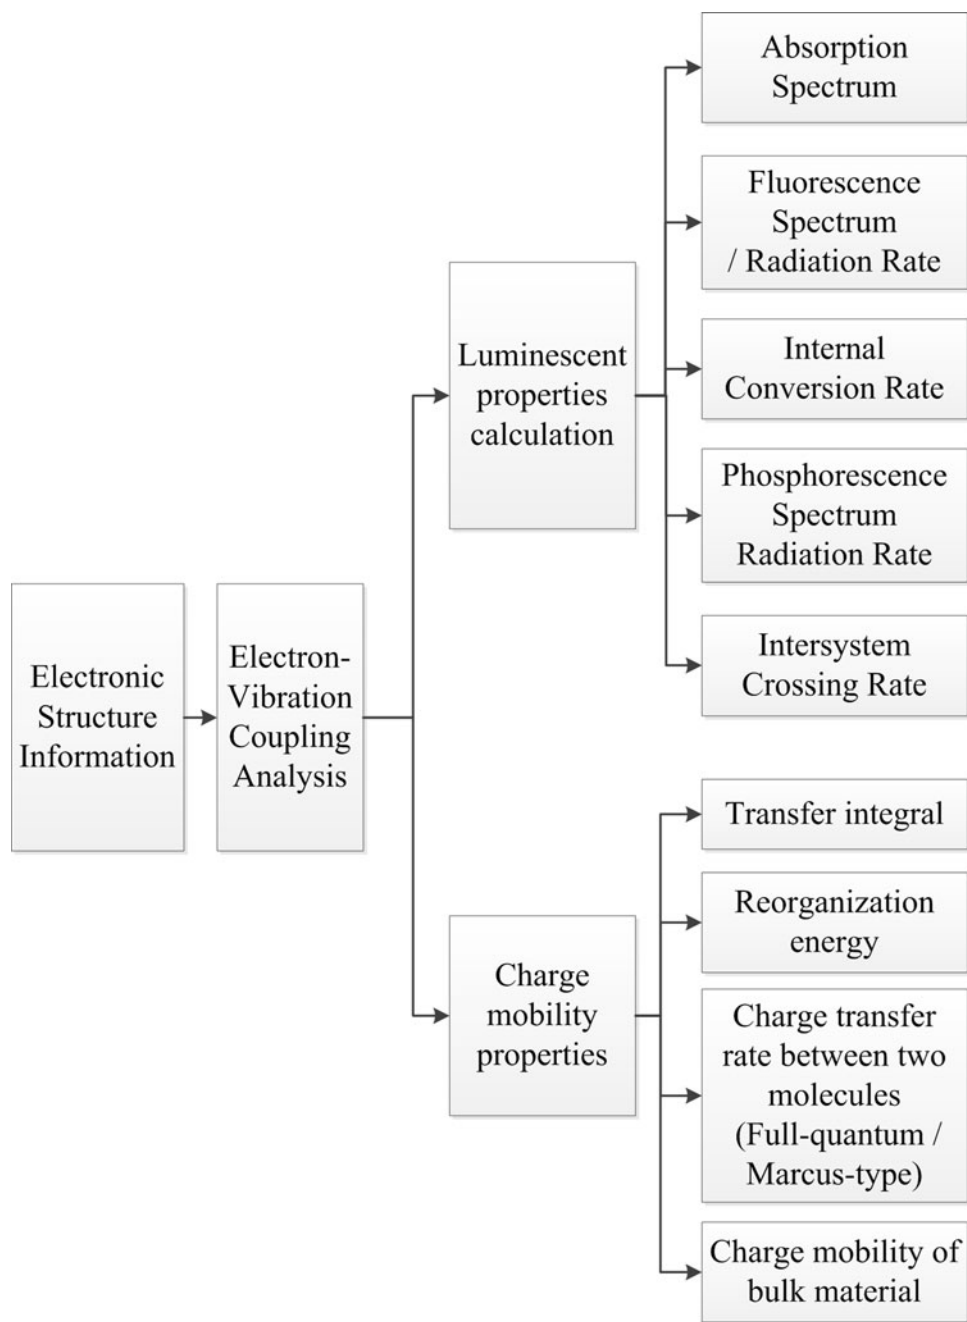 Electronic
Structure
Information
Electron-
Vibration
Coupling
Analysis
Luminescent
properties
calculation
Absorption
Spectrum
Fluorescence
Spectrum
/ Radiation Rate
Internal
Conversion Rate
Phosphorescence
Spectrum
Radiation Rate
Intersystem
Crossing Rate
Charge
mobility
properties
Transfer integral
Reorganization
energy
Charge transfer
rate between two
molecules
(Full-quantum /
Marcus-type)
Charge mobility of
bulk material